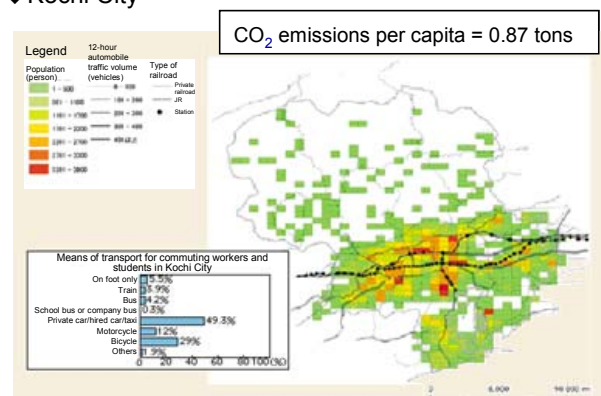 Kochi City
CO2 emissions per capita = 0.87 tons
Legend
Population
(person)
1 - 500
12-hour
automobile
traffic volume
(vehicles)
Type of
railroad
Private
railroad
JR
Station
Means of transport for commuting workers and
students in Kochi City
On foot only 5.5%
Train 3.9%
Bus 4.2%
School bus or company bus 0.3%
Private car/hired car/taxi 49.3%
Motorcycle 12%
Bicycle 29%
Others 1.9%
0 20 40 60 80 100 (%)